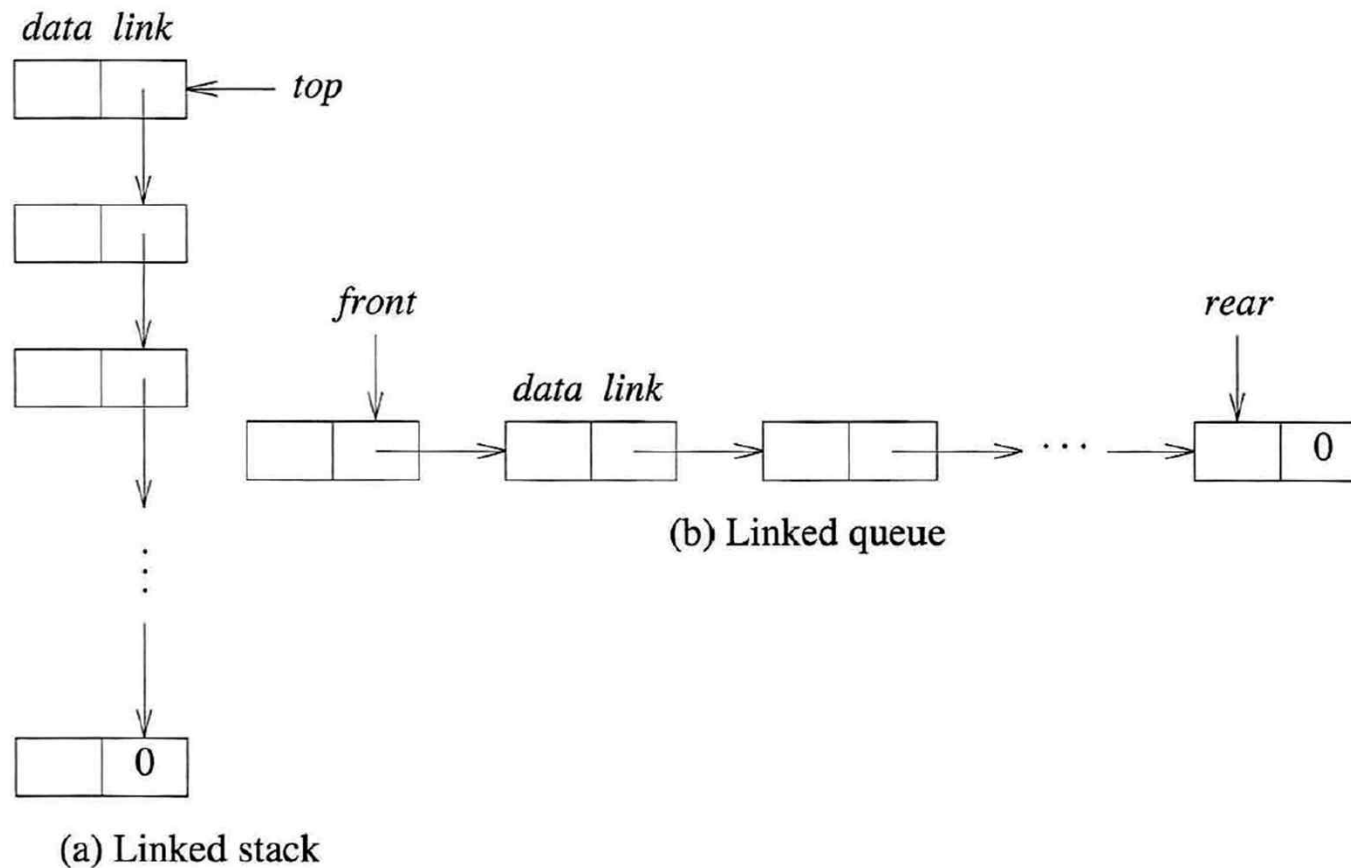 data link
top
front
rear
data link
...
0
(b) Linked queue
⋮
0
(a) Linked stack